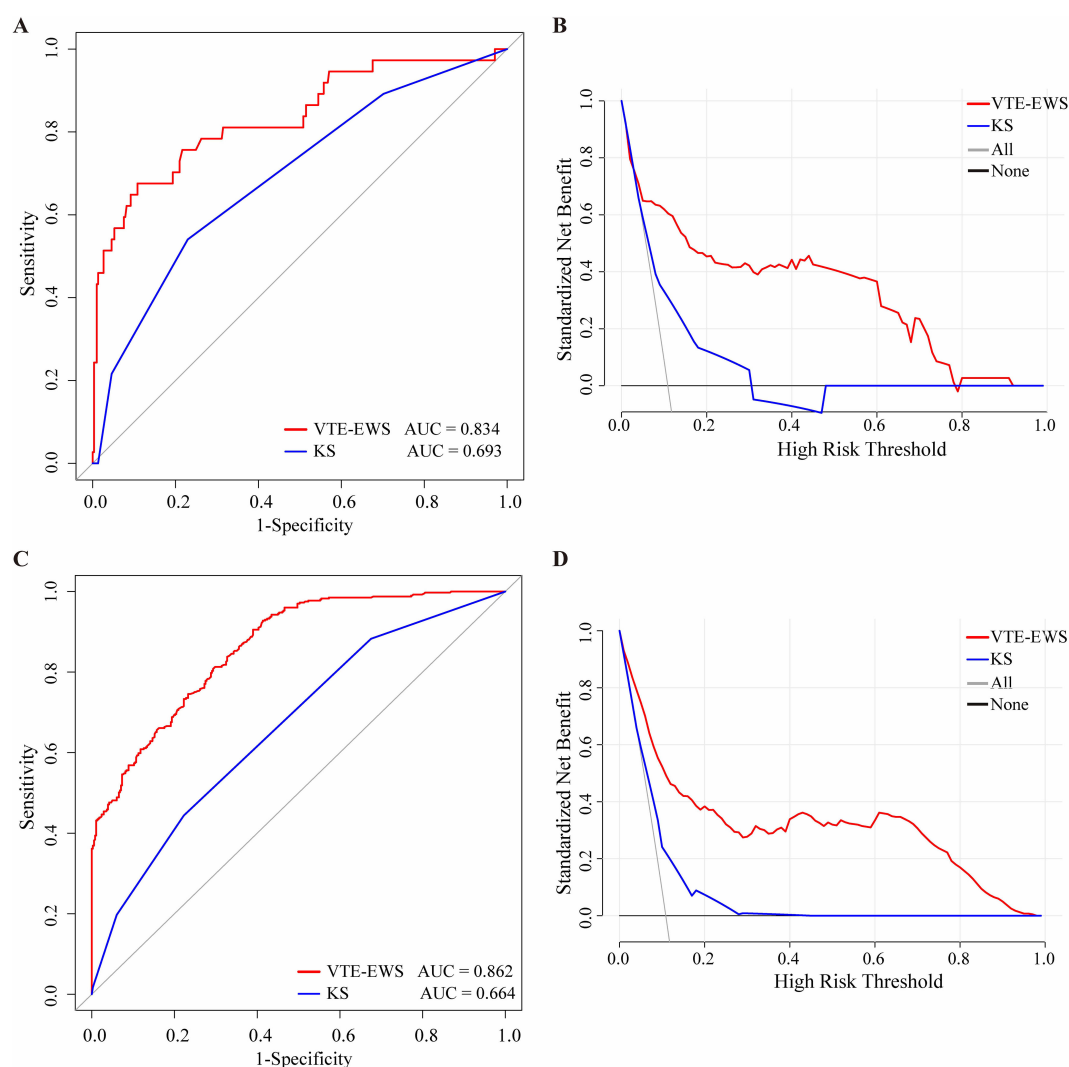 A
1.0
0.8
0.6
0.4
0.2
0.0
Sensitivity
VTE-EWS AUC = 0.834
KS AUC = 0.693
0.0 0.2 0.4 0.6 0.8 1.0
1-Specificity
B
1.0
0.8
0.6
0.4
0.2
0.0
Standardized Net Benefit
VTE-EWS
KS
All
None
0.0 0.2 0.4 0.6 0.8 1.0
High Risk Threshold
C
1.0
0.8
0.6
0.4
0.2
0.0
Sensitivity
VTE-EWS AUC = 0.862
KS AUC = 0.664
0.0 0.2 0.4 0.6 0.8 1.0
1-Specificity
D
1.0
0.8
0.6
0.4
0.2
0.0
Standardized Net Benefit
VTE-EWS
KS
All
None
0.0 0.2 0.4 0.6 0.8 1.0
High Risk Threshold